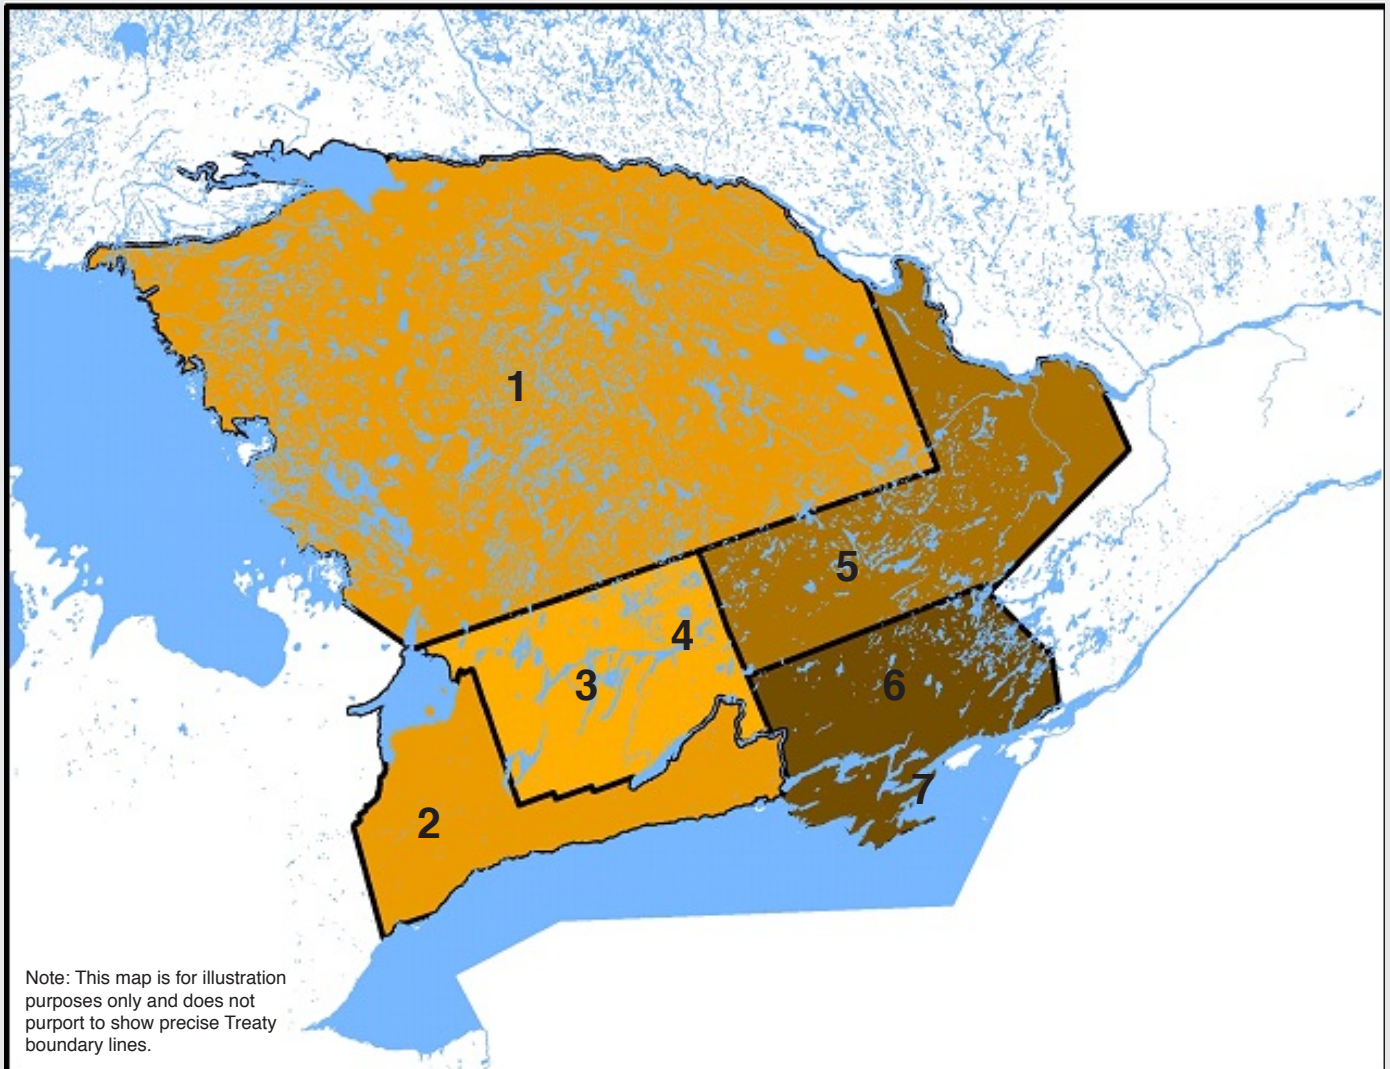 1
5
4
3
6
7
2
Note: This map is for illustration
purposes only and does not
purport to show precise Treaty
boundary lines.